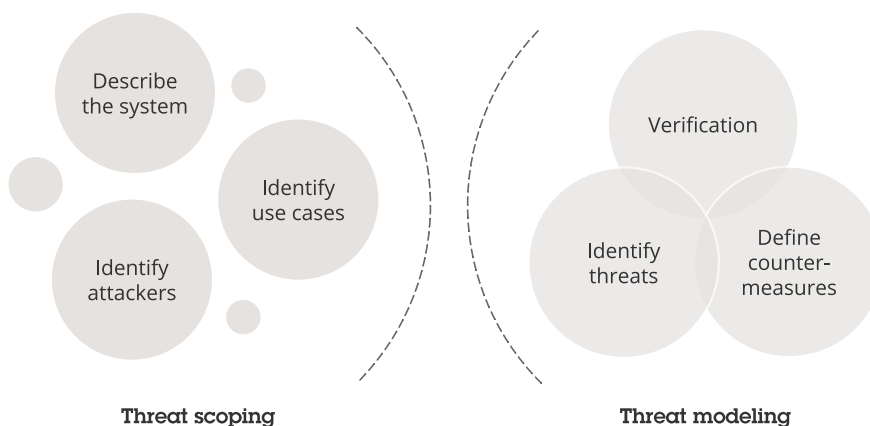 Describe
the system
Identify
use cases
Identify
attackers
Threat scoping
Verification
Identify
threats
Define
counter-
measures
Threat modeling